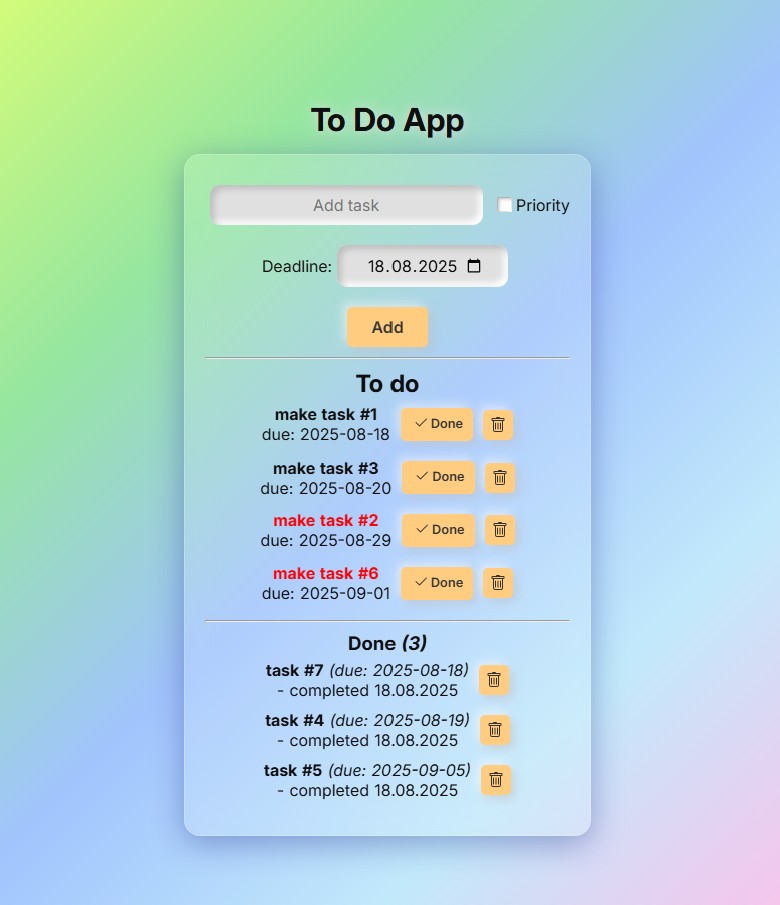 To Do App
Add task
Priority
Deadline: 18.08.2025
Add
To do
make task #1
due: 2025-08-18
Done
make task #3
due: 2025-08-20
Done
make task #2
due: 2025-08-29
Done
make task #6
due: 2025-09-01
Done
Done (3)
task #7 (due: 2025-08-18)
- completed 18.08.2025
task #4 (due: 2025-08-19)
- completed 18.08.2025
task #5 (due: 2025-09-05)
- completed 18.08.2025